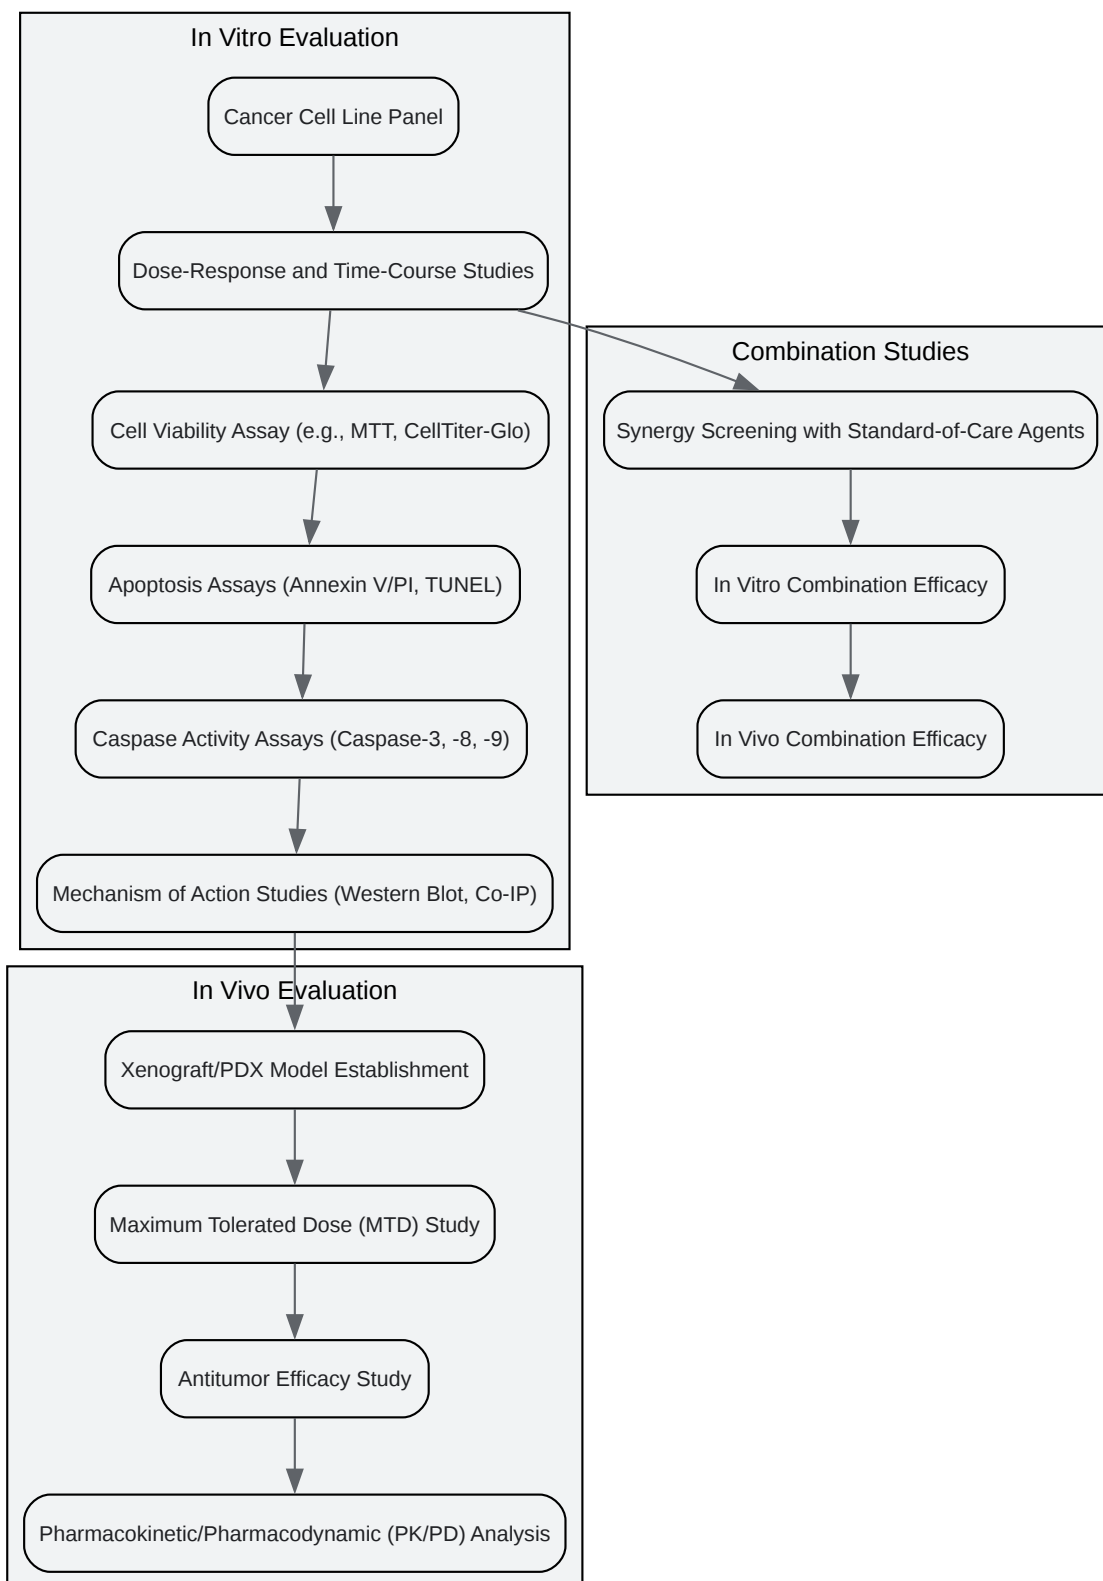 In Vitro Evaluation
Cancer Cell Line Panel
Dose-Response and Time-Course Studies
Cell Viability Assay (e.g., MTT, CellTiter-Glo)
Apoptosis Assays (Annexin V/PI, TUNEL)
Caspase Activity Assays (Caspase-3, -8, -9)
Mechanism of Action Studies (Western Blot, Co-IP)
Combination Studies
Synergy Screening with Standard-of-Care Agents
In Vitro Combination Efficacy
In Vivo Combination Efficacy
In Vivo Evaluation
Xenograft/PDX Model Establishment
Maximum Tolerated Dose (MTD) Study
Antitumor Efficacy Study
Pharmacokinetic/Pharmacodynamic (PK/PD) Analysis